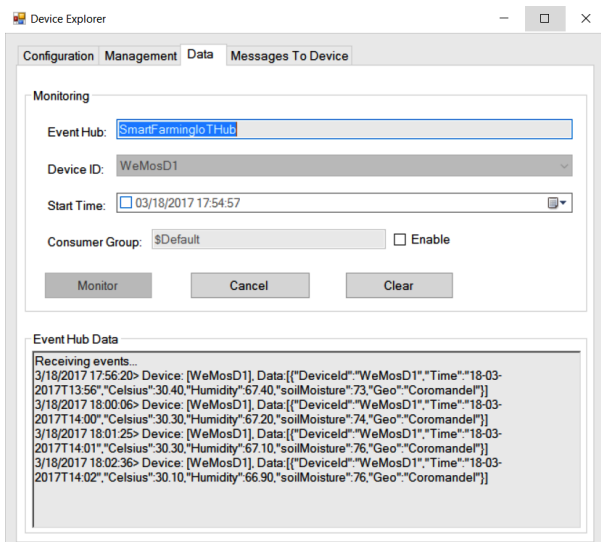 Device Explorer
Configuration Management Data Messages To Device
Monitoring
Event Hub: SmartFarmingIoTHub
Device ID: WeMosD1
Start Time: 03/18/2017 17:54:57
Consumer Group: $Default Enable
Monitor Cancel Clear
Event Hub Data
Receiving events...
3/18/2017 17:56:20> Device: [WeMosD1], Data:[{"DeviceId":"WeMosD1","Time":"18-03-
2017T13:56","Celsius":30.40,"Humidity":67.40,"soilMoisture":73,"Geo":"Coromandel"}]
3/18/2017 18:00:06> Device: [WeMosD1], Data:[{"DeviceId":"WeMosD1","Time":"18-03-
2017T14:00","Celsius":30.30,"Humidity":67.20,"soilMoisture":74,"Geo":"Coromandel"}]
3/18/2017 18:01:25> Device: [WeMosD1], Data:[{"DeviceId":"WeMosD1","Time":"18-03-
2017T14:01","Celsius":30.30,"Humidity":67.10,"soilMoisture":76,"Geo":"Coromandel"}]
3/18/2017 18:02:36> Device: [WeMosD1], Data:[{"DeviceId":"WeMosD1","Time":"18-03-
2017T14:02","Celsius":30.10,"Humidity":66.90,"soilMoisture":76,"Geo":"Coromandel"}]